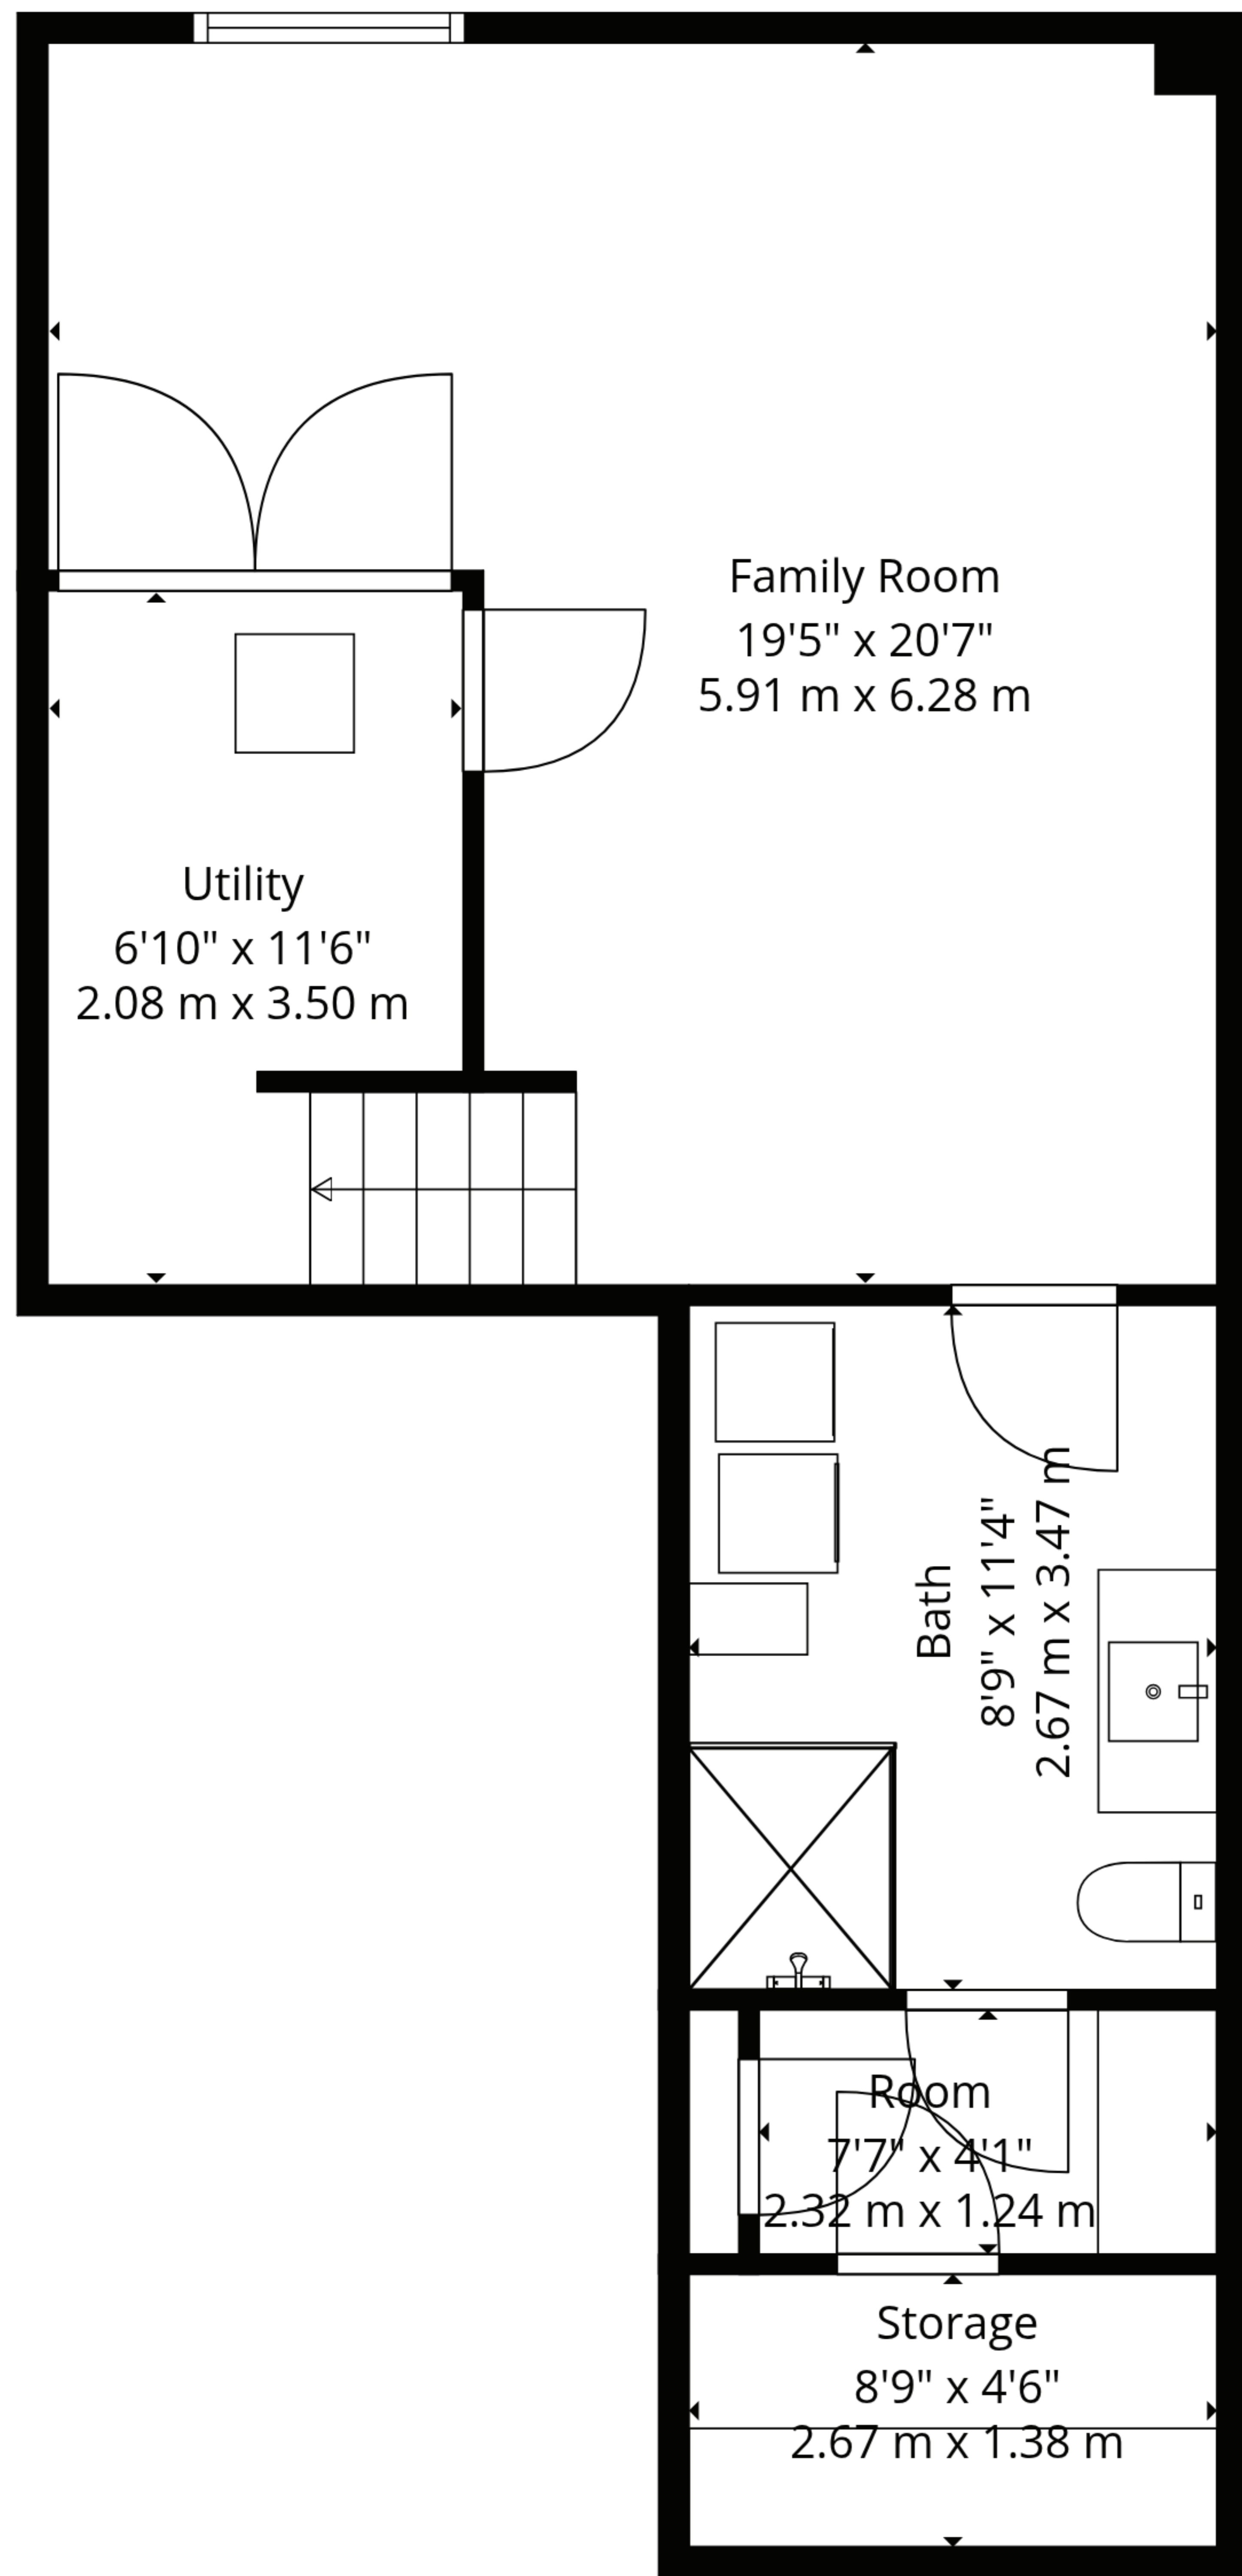 Family Room
19'5" x 20'7"
5.91 m x 6.28 m
Utility
6'10" x 11'6"
2.08 m x 3.50 m
Bath
8'9" x 11'4"
2.67 m x 3.47 m
Room
7'7" x 4'1"
2.32 m x 1.24 m
Storage
8'9" x 4'6"
2.67 m x 1.38 m